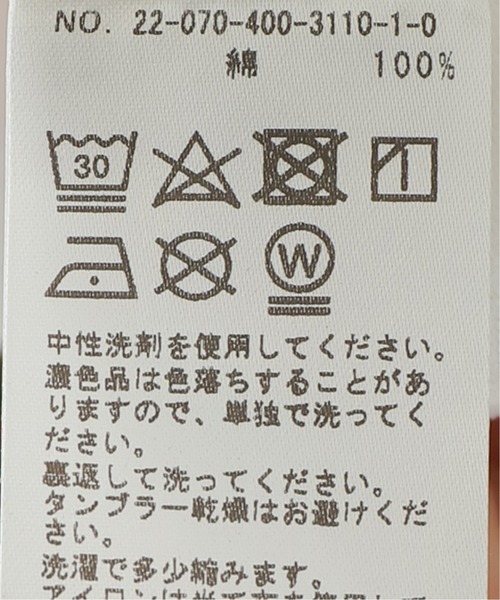 NO. 22-070-400-3110-1-0
綿 100%
30
W
中性洗剤を使用してください。
濃色品は色落ちすることがあ
りますので、単独で洗ってく
ださい。
裏返して洗ってください。
タンブラー乾燥はお避けくだ
さい。
洗濯で多少縮みます。